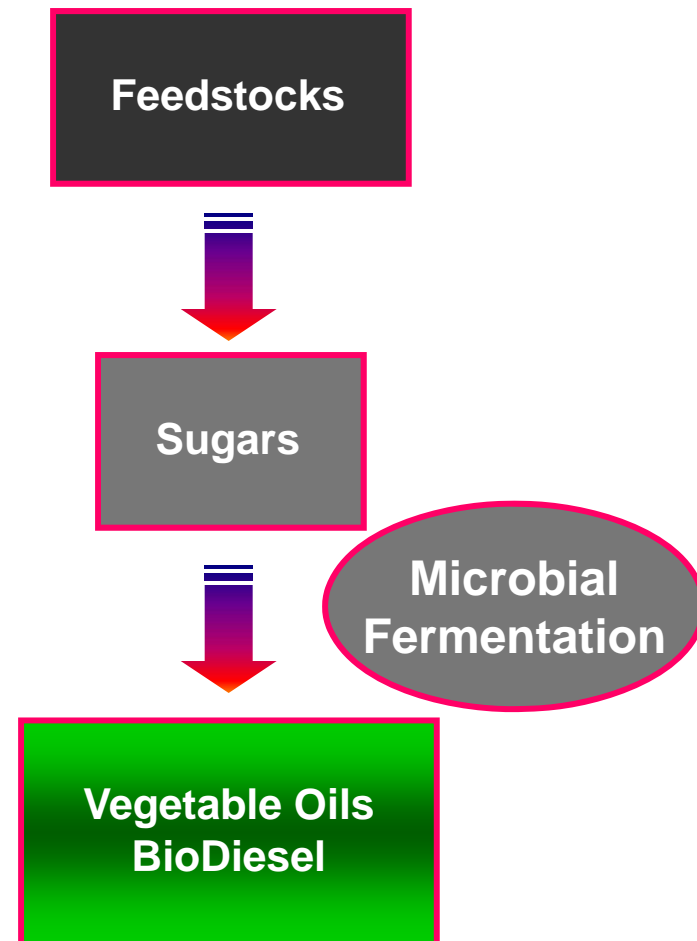 Feedstocks
Sugars
Microbial
Fermentation
Vegetable Oils
BioDiesel